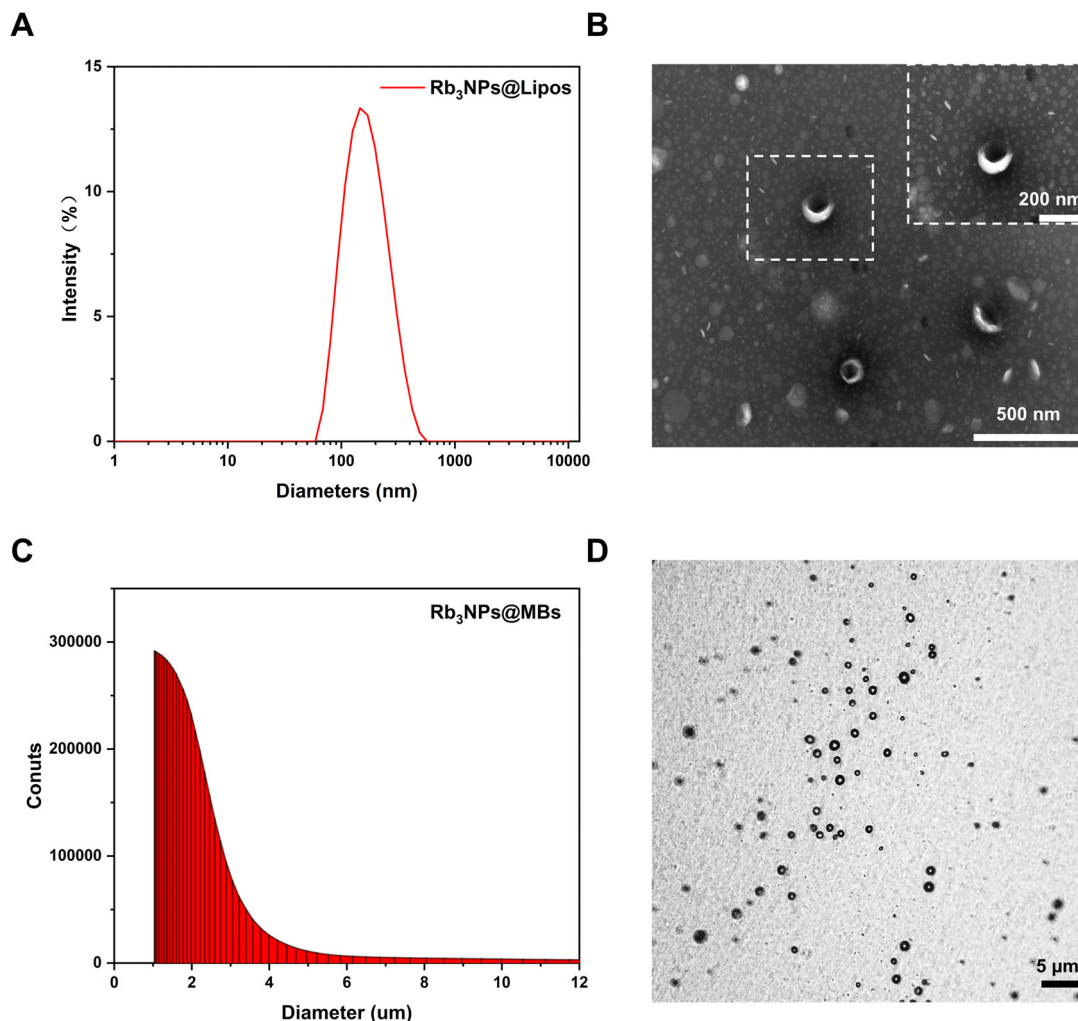 A
B
15
Rb₃NPs@Lipos
10
5
0
Intensity（%）
1 10 100 1000 10000
Diameters (nm)
200 nm
500 nm
C
D
Rb₃NPs@MBs
300000
200000
100000
0
Conuts
0 2 4 6 8 10 12
Diameter (um)
5 μm